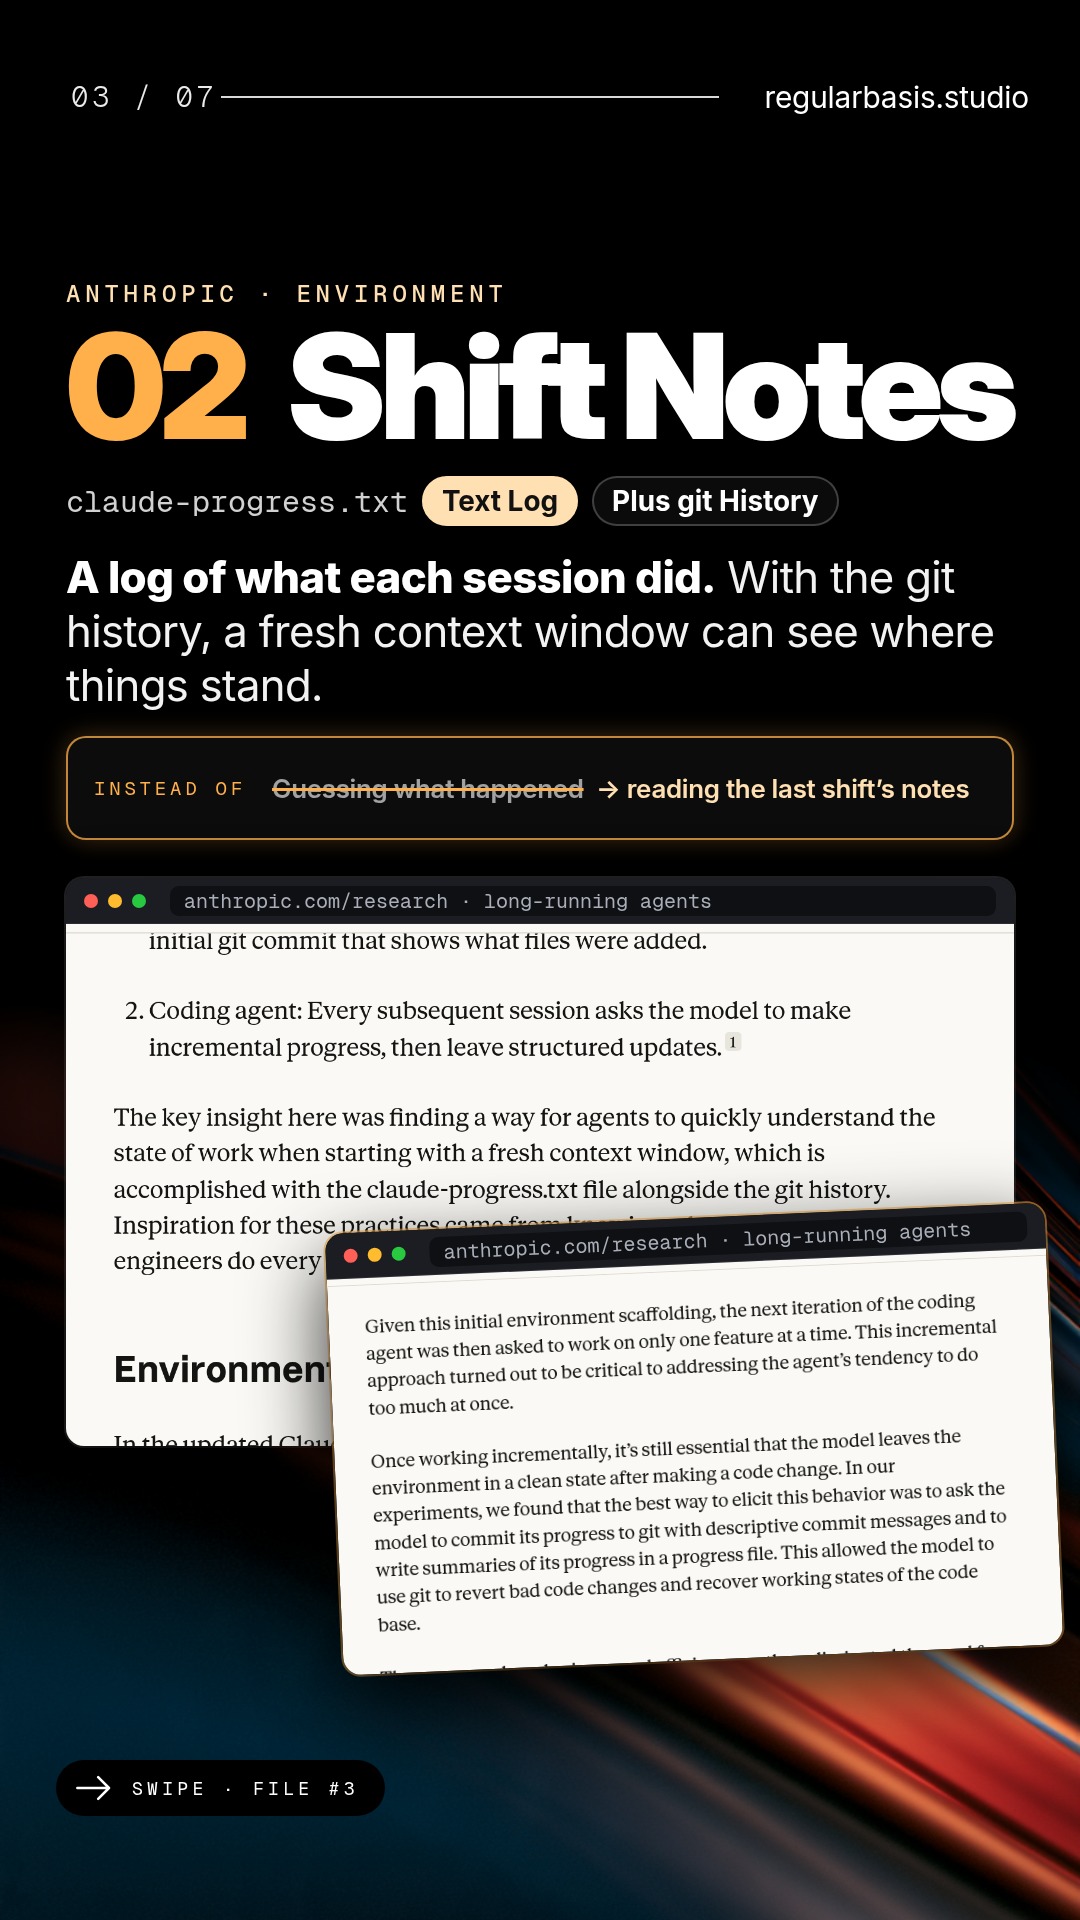 03 / 07
regularbasis.studio
ANTHROPIC · ENVIRONMENT
02 Shift Notes
claude-progress.txt
Text Log
Plus git History
A log of what each session did. With the git
history, a fresh context window can see where
things stand.
INSTEAD OF Guessing what happened → reading the last shift’s notes
anthropic.com/research · long-running agents
initial git commit that shows what files were added.
2. Coding agent: Every subsequent session asks the model to make
incremental progress, then leave structured updates. 1
The key insight here was finding a way for agents to quickly understand the
state of work when starting with a fresh context window, which is
accomplished with the claude-progress.txt file alongside the git history.
Inspiration for these practices came from
engineers do every
Environment
In the updated
anthropic.com/research · long-running agents
Given this initial environment scaffolding, the next iteration of the coding
agent was then asked to work on only one feature at a time. This incremental
approach turned out to be critical to addressing the agent’s tendency to do
too much at once.
Once working incrementally, it’s still essential that the model leaves the
environment in a clean state after making a code change. In our
experiments, we found that the best way to elicit this behavior was to ask the
model to commit its progress to git with descriptive commit messages and to
write summaries of its progress in a progress file. This allowed the model to
use git to revert bad code changes and recover working states of the code
base.
→ SWIPE · FILE #3